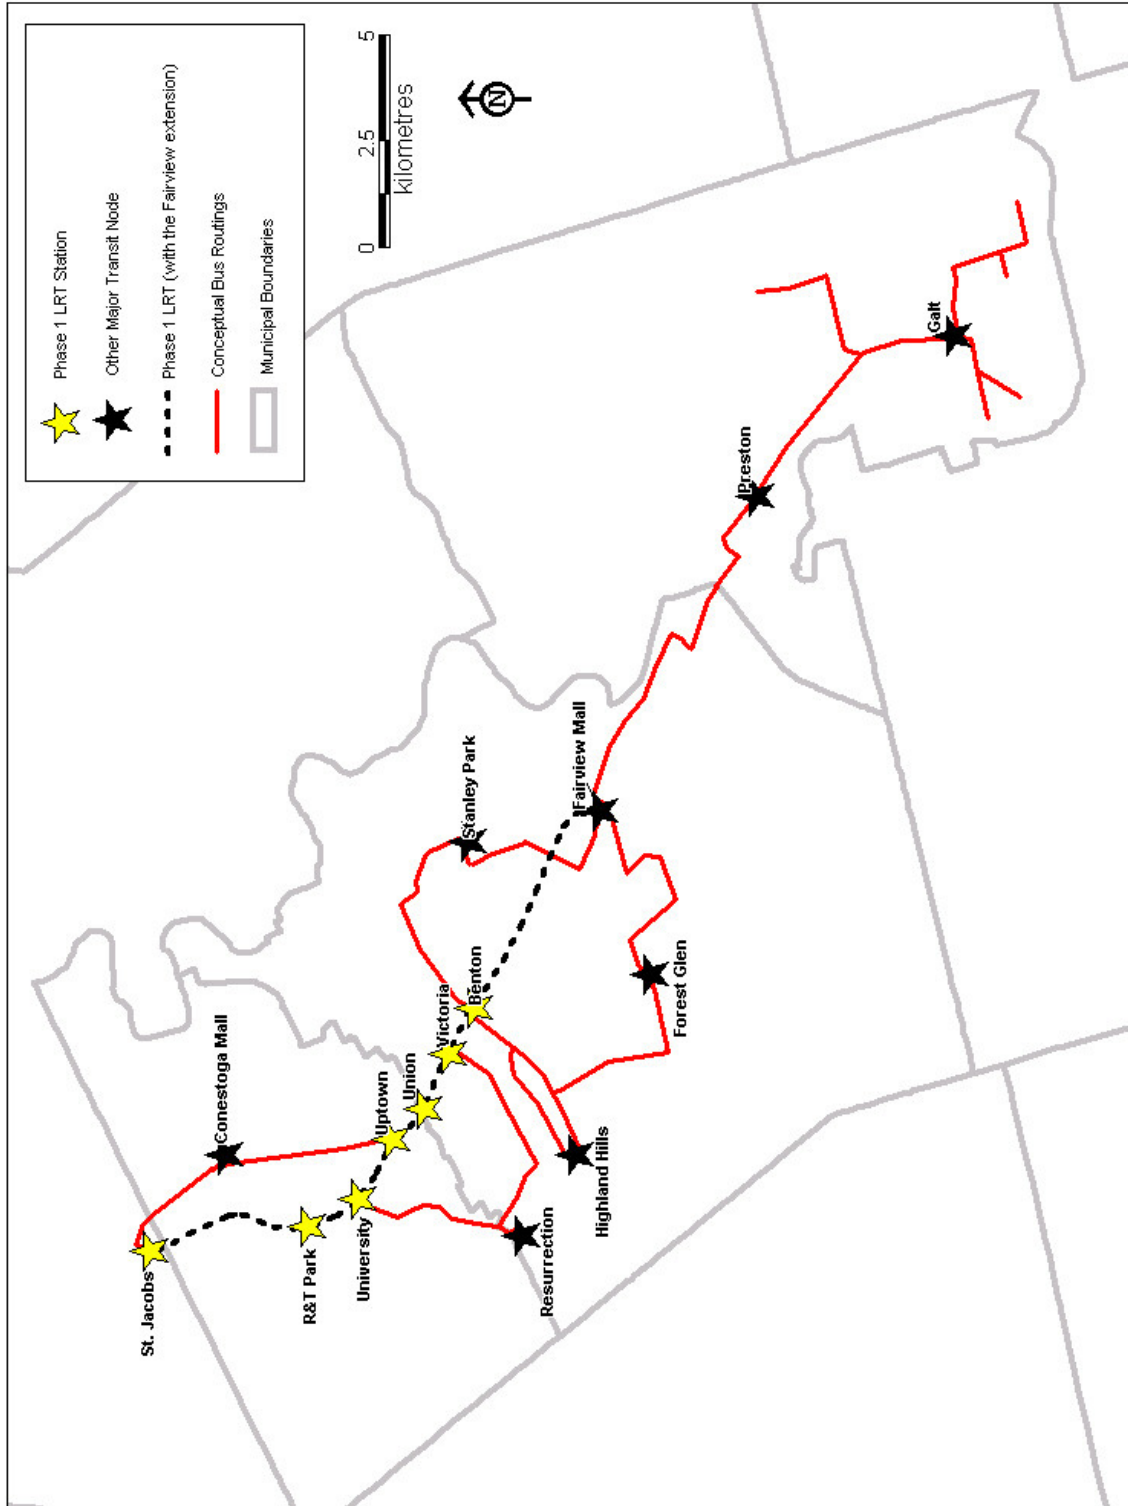 Phase 1 LRT Station
Other Major Transit Node
Phase 1 LRT (with the Fairview extension)
Conceptual Bus Routings
Municipal Boundaries
0 2.5 5
kilometres
N
St. Jacobs
Conestoga Mall
R&T Park
University
Uptown
Union
Victoria
Benton
Stanley Park
Fairview Mall
Resurrection
Highland Hills
Forest Glen
Preston
Galt